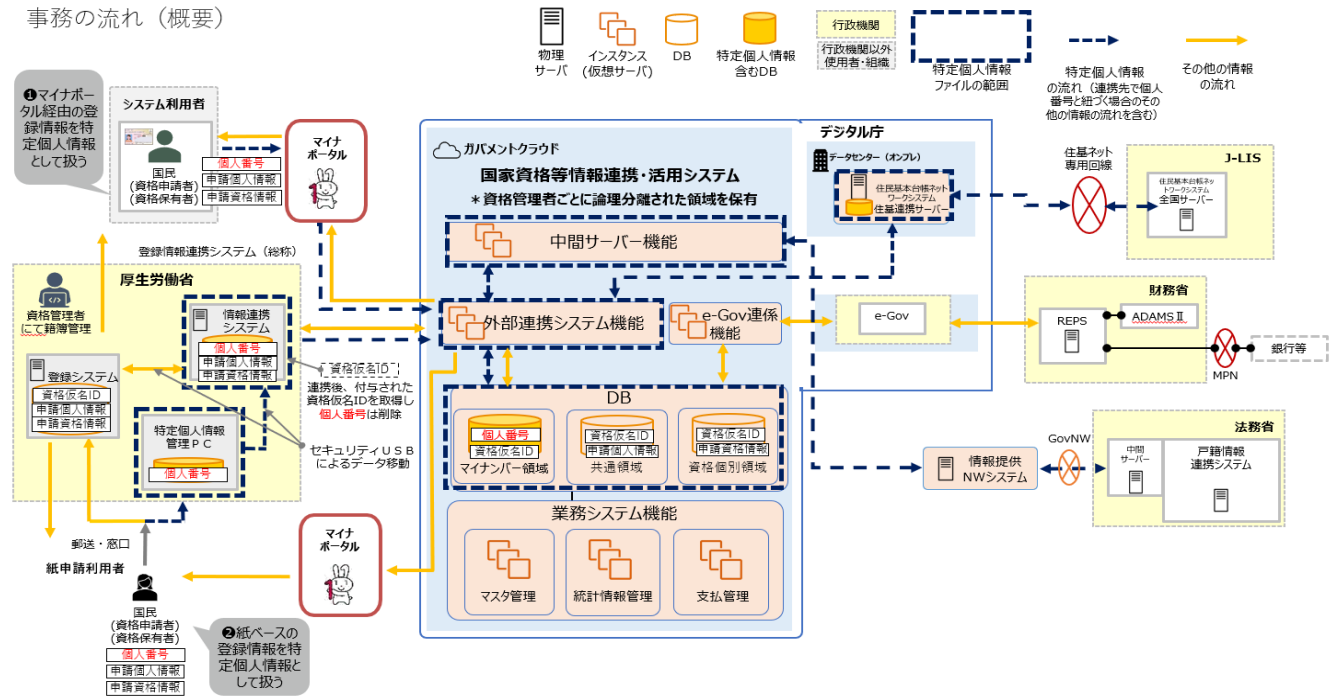 事務の流れ（概要）
物理
サーバ
インスタンス
(仮想サーバ)
DB
特定個人情報
含むDB
行政機関
行政機関以外
使用者・組織
特定個人情報
ファイルの範囲
特定個人情報
の流れ（連携先で個人
番号と紐づく場合のその
他の情報の流れを含む）
その他の情報
の流れ
❶マイナポー
タル経由の登
録情報を特
定個人情報
として扱う
システム利用者
国民
(資格申請者)
(資格保有者)
個人番号
申請個人情報
申請資格情報
マイナ
ポータル
登録情報連携システム（総称）
厚生労働省
資格管理者
にて籍簿管理
情報連携
システム
個人番号
申請個人情報
申請資格情報
登録システム
資格仮名ID
申請個人情報
申請資格情報
資格仮名ID
連携後、付与された
資格仮名IDを取得し
個人番号は削除
特定個人情報
管理ＰＣ
個人番号
セキュリティＵＳＢ
によるデータ移動
郵送・窓口
紙申請利用者
国民
(資格申請者)
(資格保有者)
個人番号
申請個人情報
申請資格情報
❷紙ベースの
登録情報を特
定個人情報と
して扱う
マイナ
ポータル
ガバメントクラウド
国家資格等情報連携・活用システム
＊資格管理者ごとに論理分離された領域を保有
中間サーバー機能
外部連携システム機能
e-Gov連係
機能
DB
個人番号
資格仮名ID
マイナンバー領域
資格仮名ID
申請個人情報
共通領域
資格仮名ID
申請資格情報
資格個別領域
業務システム機能
マスタ管理
統計情報管理
支払管理
デジタル庁
データセンター（オンプレ）
住民基本台帳ネット
ワークシステム
住基連携サーバー
e-Gov
住基ネット
専用回線
J-LIS
住民基本台帳ネッ
トワークシステム
全国サーバー
財務省
REPS
ADAMSⅡ
MPN
銀行等
情報提供
NWシステム
GovNW
法務省
中間
サーバー
戸籍情報
連携システム